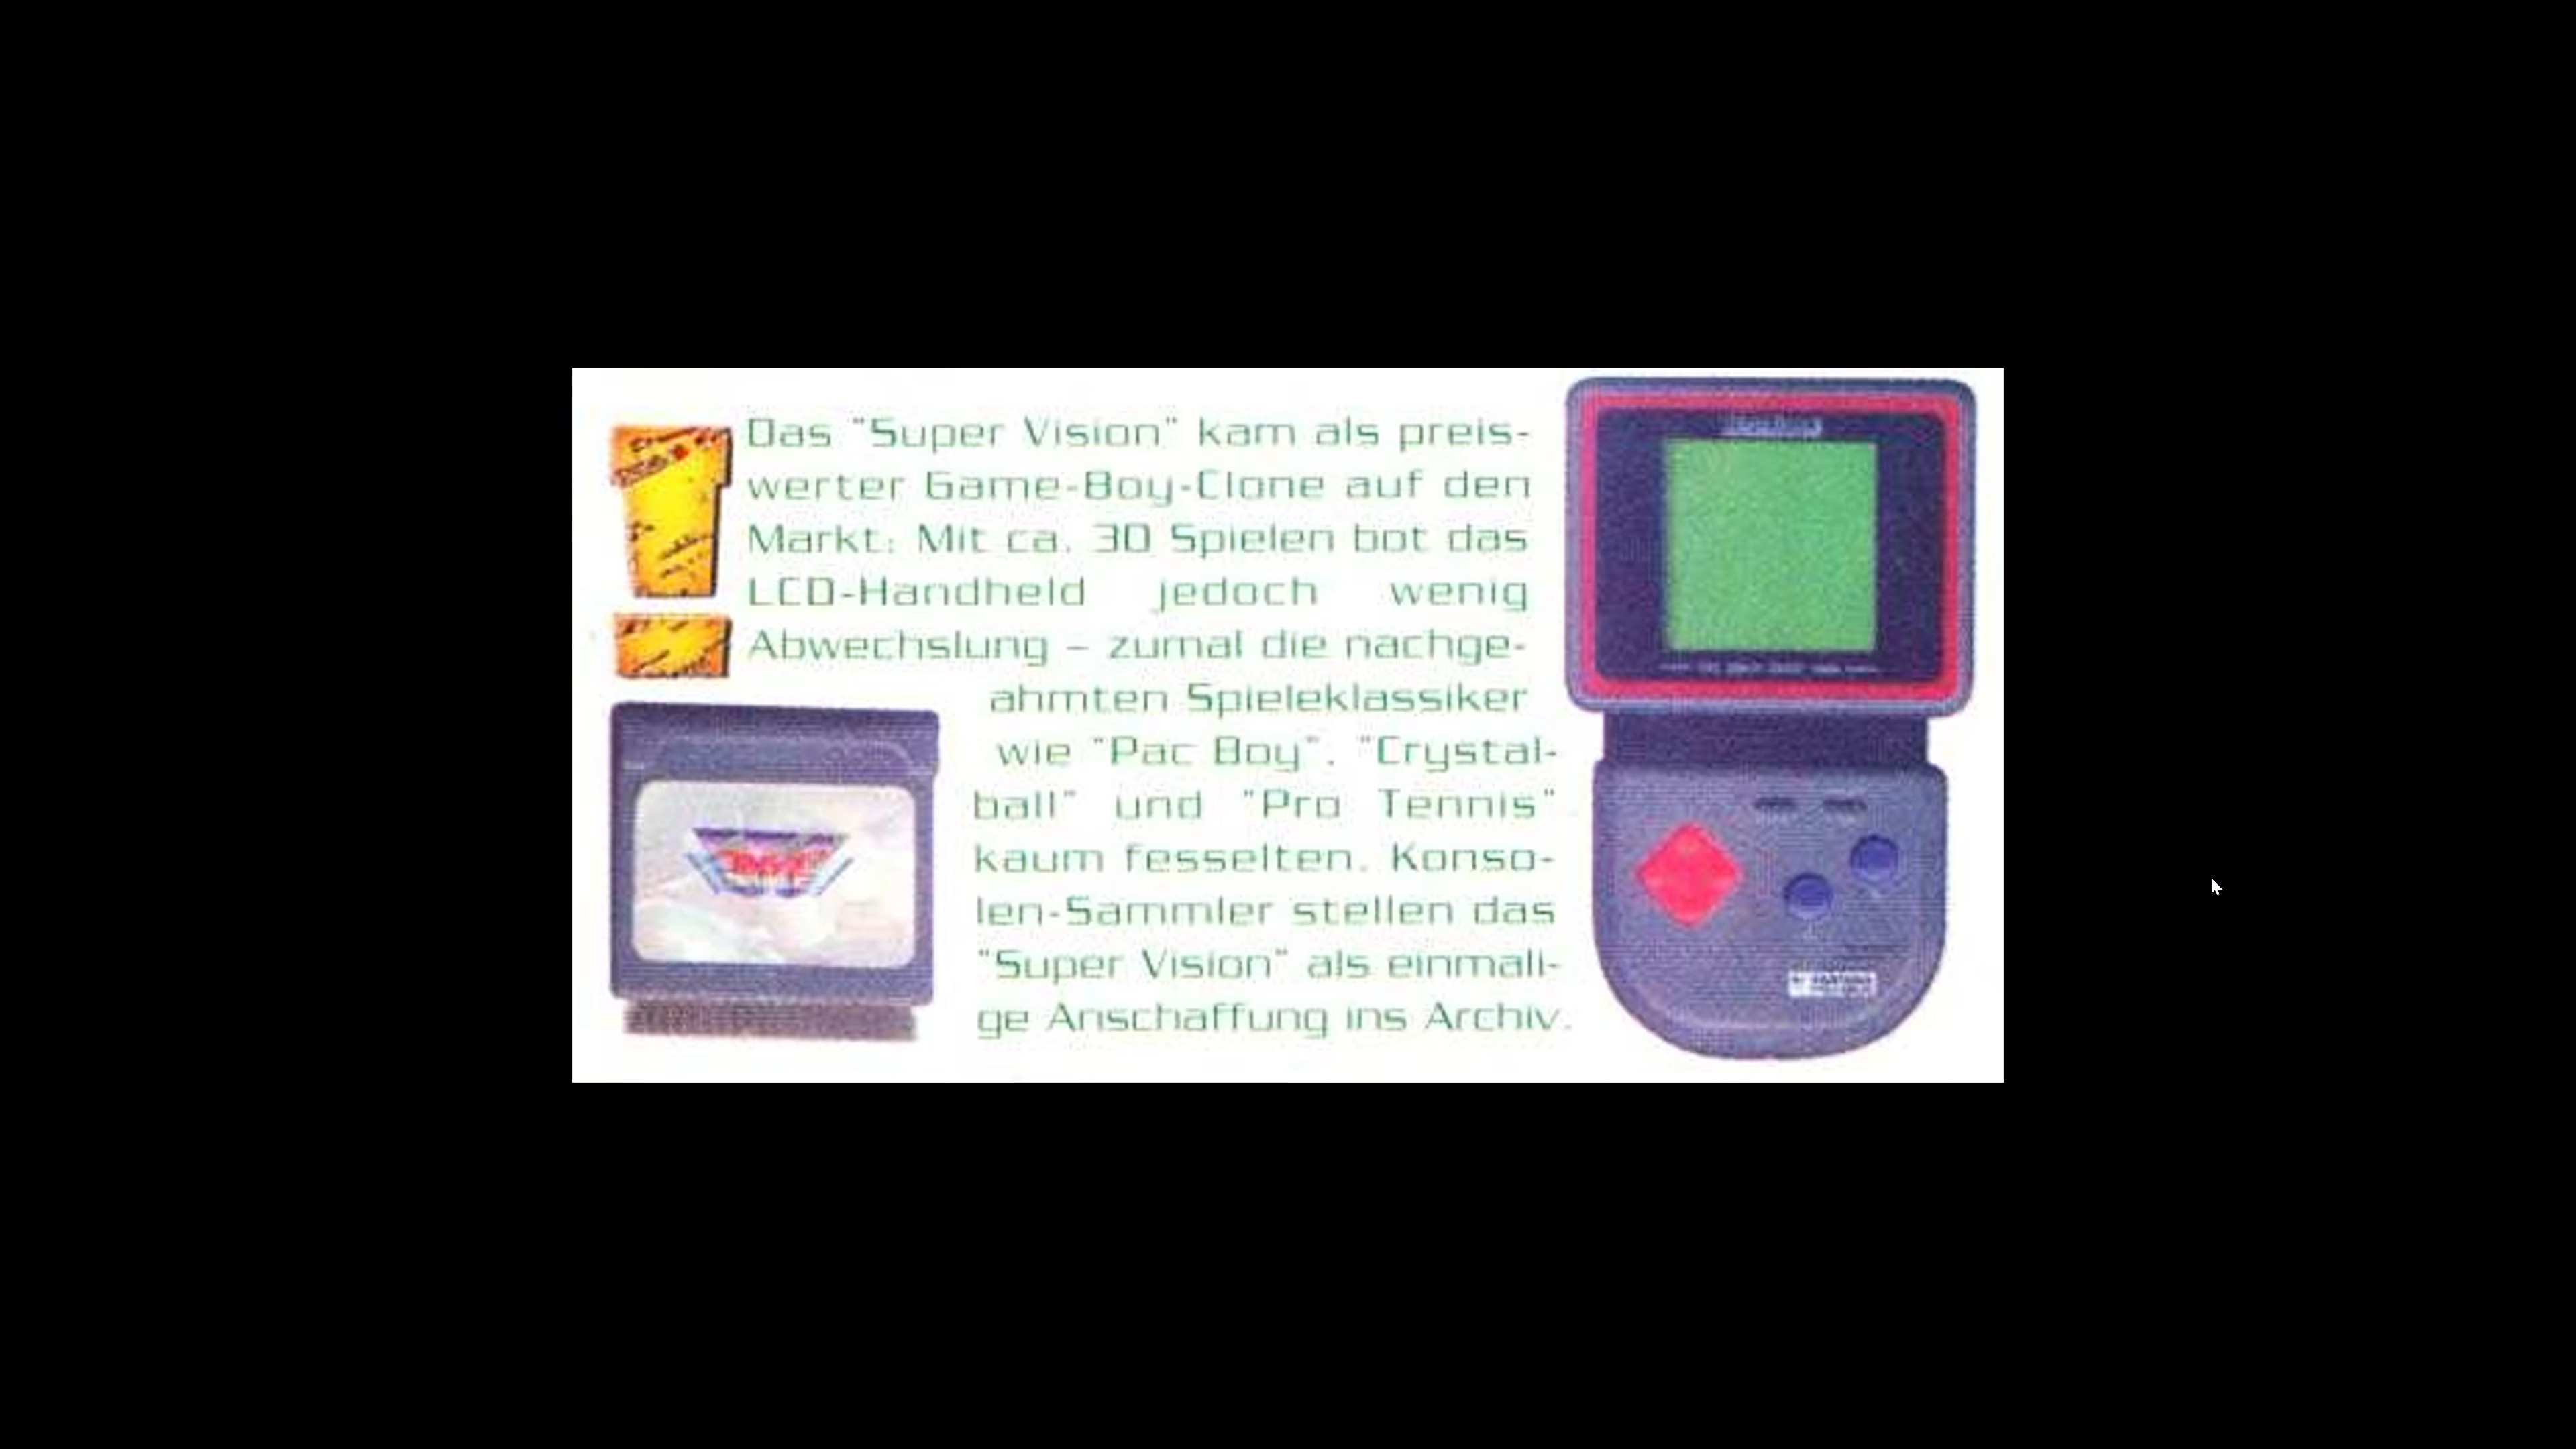 Das "Super Vision" kam als preis-
werter Game-Boy-Clone auf den
Markt: Mit ca. 30 Spielen bot das
LCD-Handheld jedoch wenig
Abwechslung – zumal die nachge-
ahmten Spieleklassiker
wie "Pac Boy", "Crystal-
ball" und "Pro Tennis"
kaum fesselten. Konso-
len-Sammler stellen das
"Super Vision" als einmali-
ge Anschaffung ins Archiv.